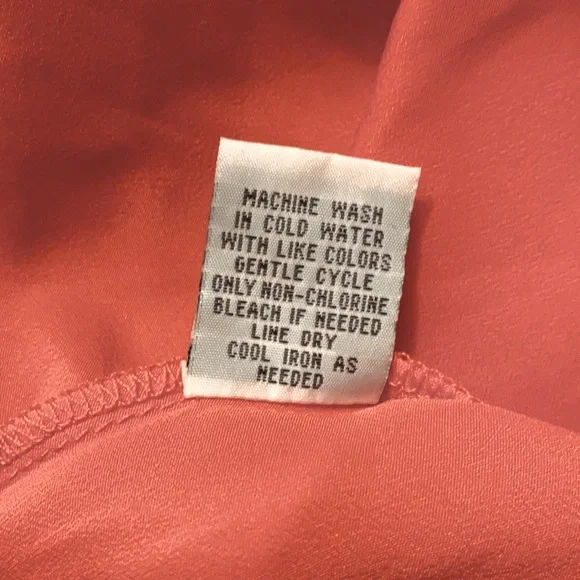 MACHINE WASH
IN COLD WATER
WITH LIKE COLORS
GENTLE CYCLE
ONLY NON-CHLORINE
BLEACH IF NEEDED
LINE DRY
COOL IRON AS
NEEDED